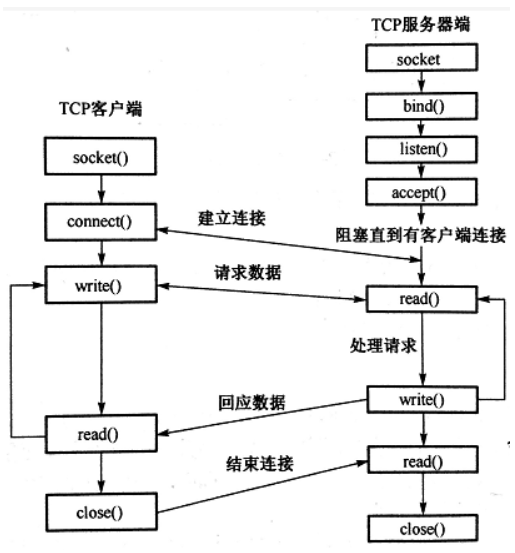 TCP服务器端
socket
bind()
listen()
accept()
阻塞直到有客户端连接
read()
处理请求
write()
read()
close()
TCP客户端
socket()
connect()
write()
read()
close()
建立连接
请求数据
回应数据
结束连接